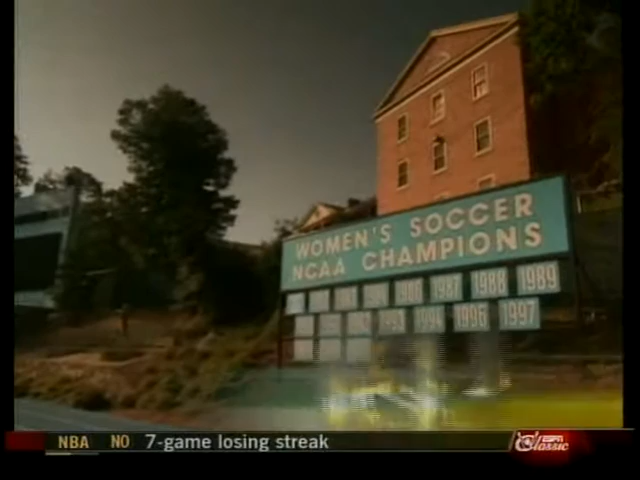 WOMEN'S SOCCER
NCAA CHAMPIONS
1987 1988 1989
1993 1994 1996 1997
NBA NO 7-game losing streak
ESPN
Classic